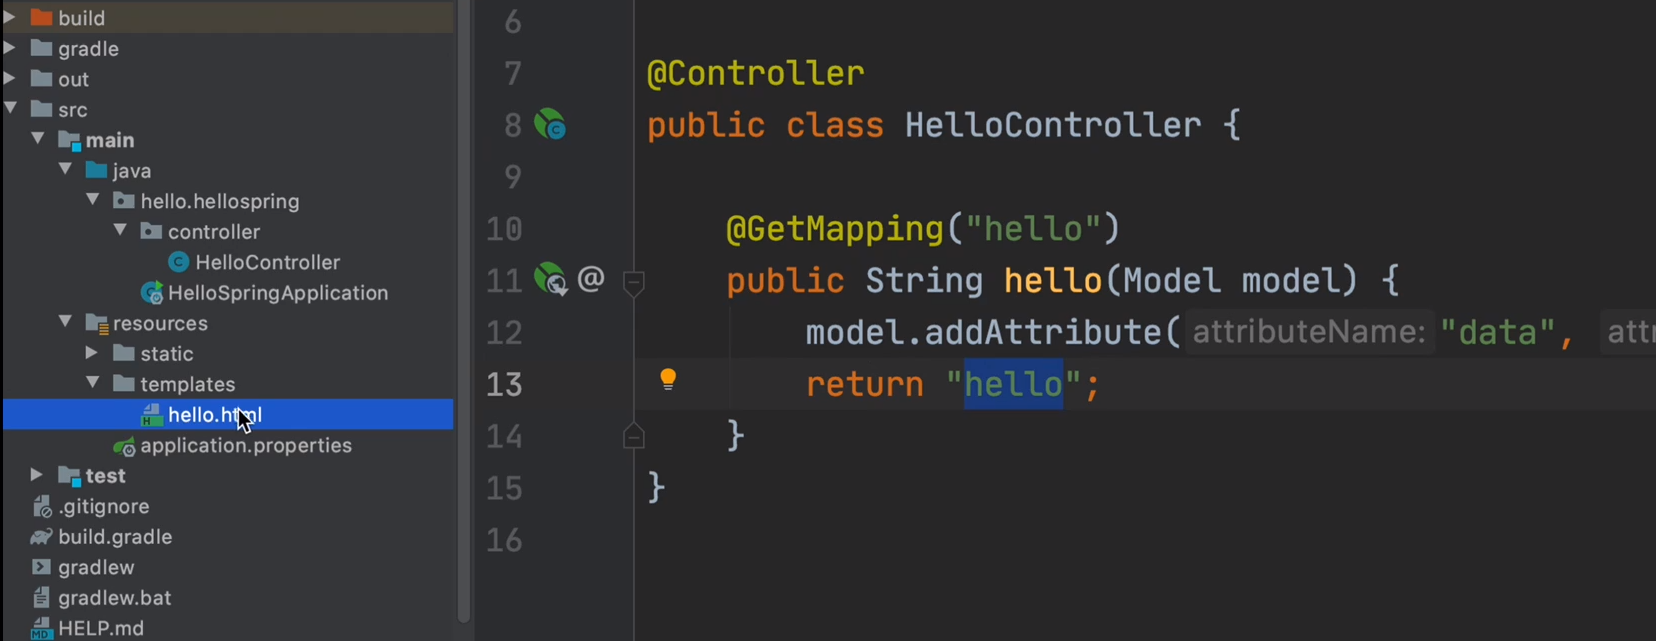 build
gradle
out
src
main
java
hello.hellospring
controller
HelloController
HelloSpringApplication
resources
static
templates
hello.html
application.properties
test
.gitignore
build.gradle
gradlew
gradlew.bat
HELP.md
6
7 @Controller
8 public class HelloController {
9
10 @GetMapping("hello")
11 @ public String hello(Model model) {
12 model.addAttribute( attributeName: "data",
13 return "hello";
14 }
15 }
16